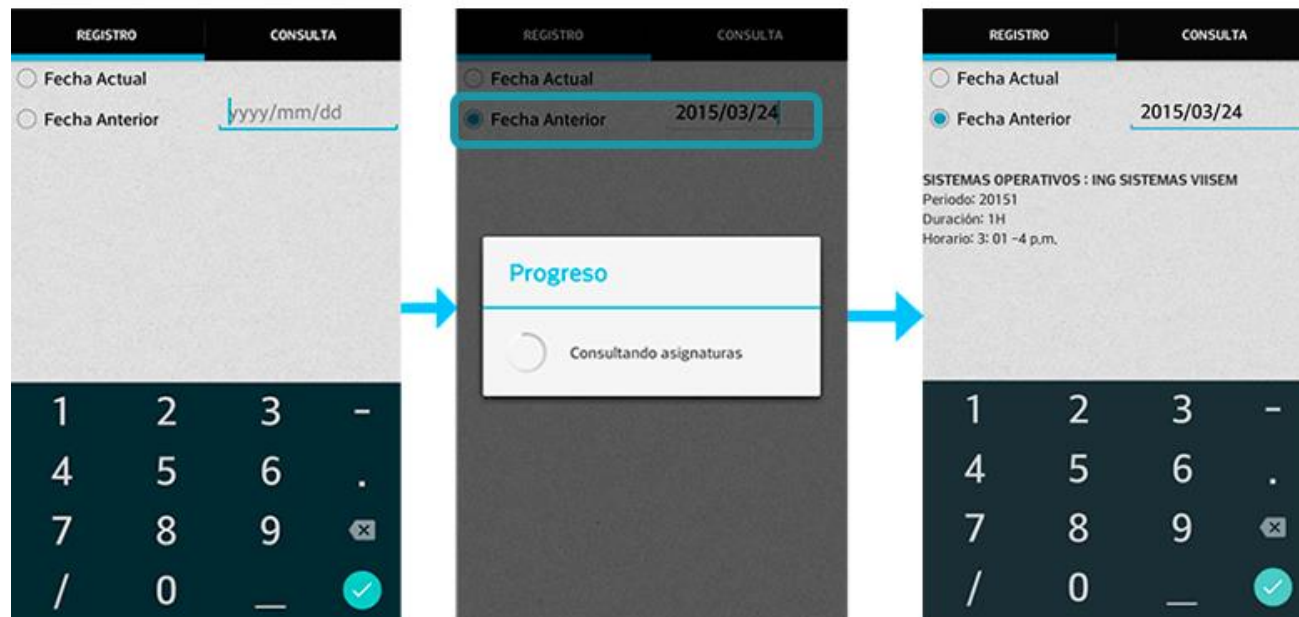 REGISTRO CONSULTA
Fecha Actual
Fecha Anterior yyyy/mm/dd
1 2 3 -
4 5 6 .
7 8 9
/ 0 _
REGISTRO CONSULTA
Fecha Actual
Fecha Anterior 2015/03/24
Progreso
Consultando asignaturas
REGISTRO CONSULTA
Fecha Actual
Fecha Anterior 2015/03/24
SISTEMAS OPERATIVOS : ING SISTEMAS VIISEM
Periodo: 20151
Duración: 1H
Horario: 3: 01 -4 p.m.
1 2 3 -
4 5 6 .
7 8 9
/ 0 _